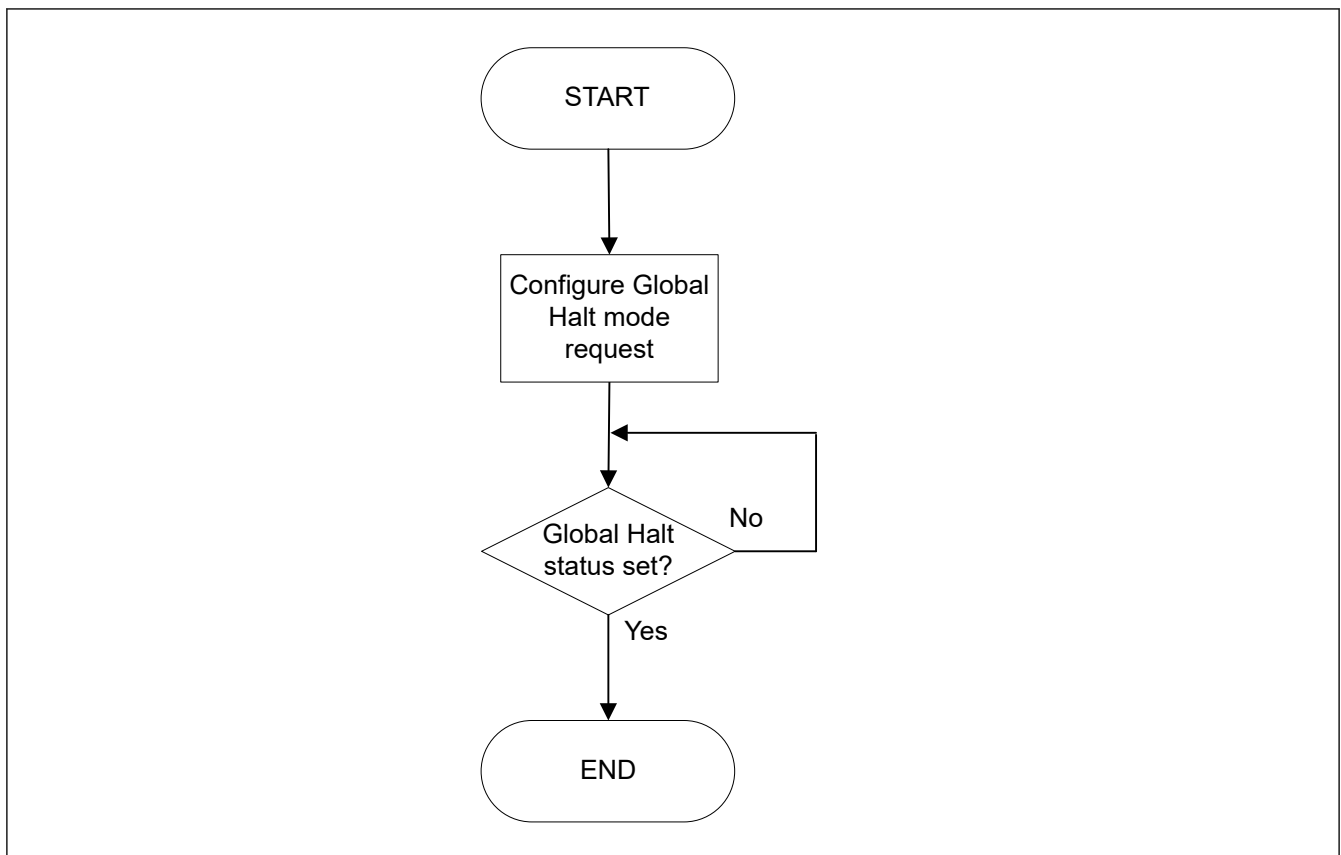 START
Configure Global
Halt mode
request
No
Global Halt
status set?
Yes
END